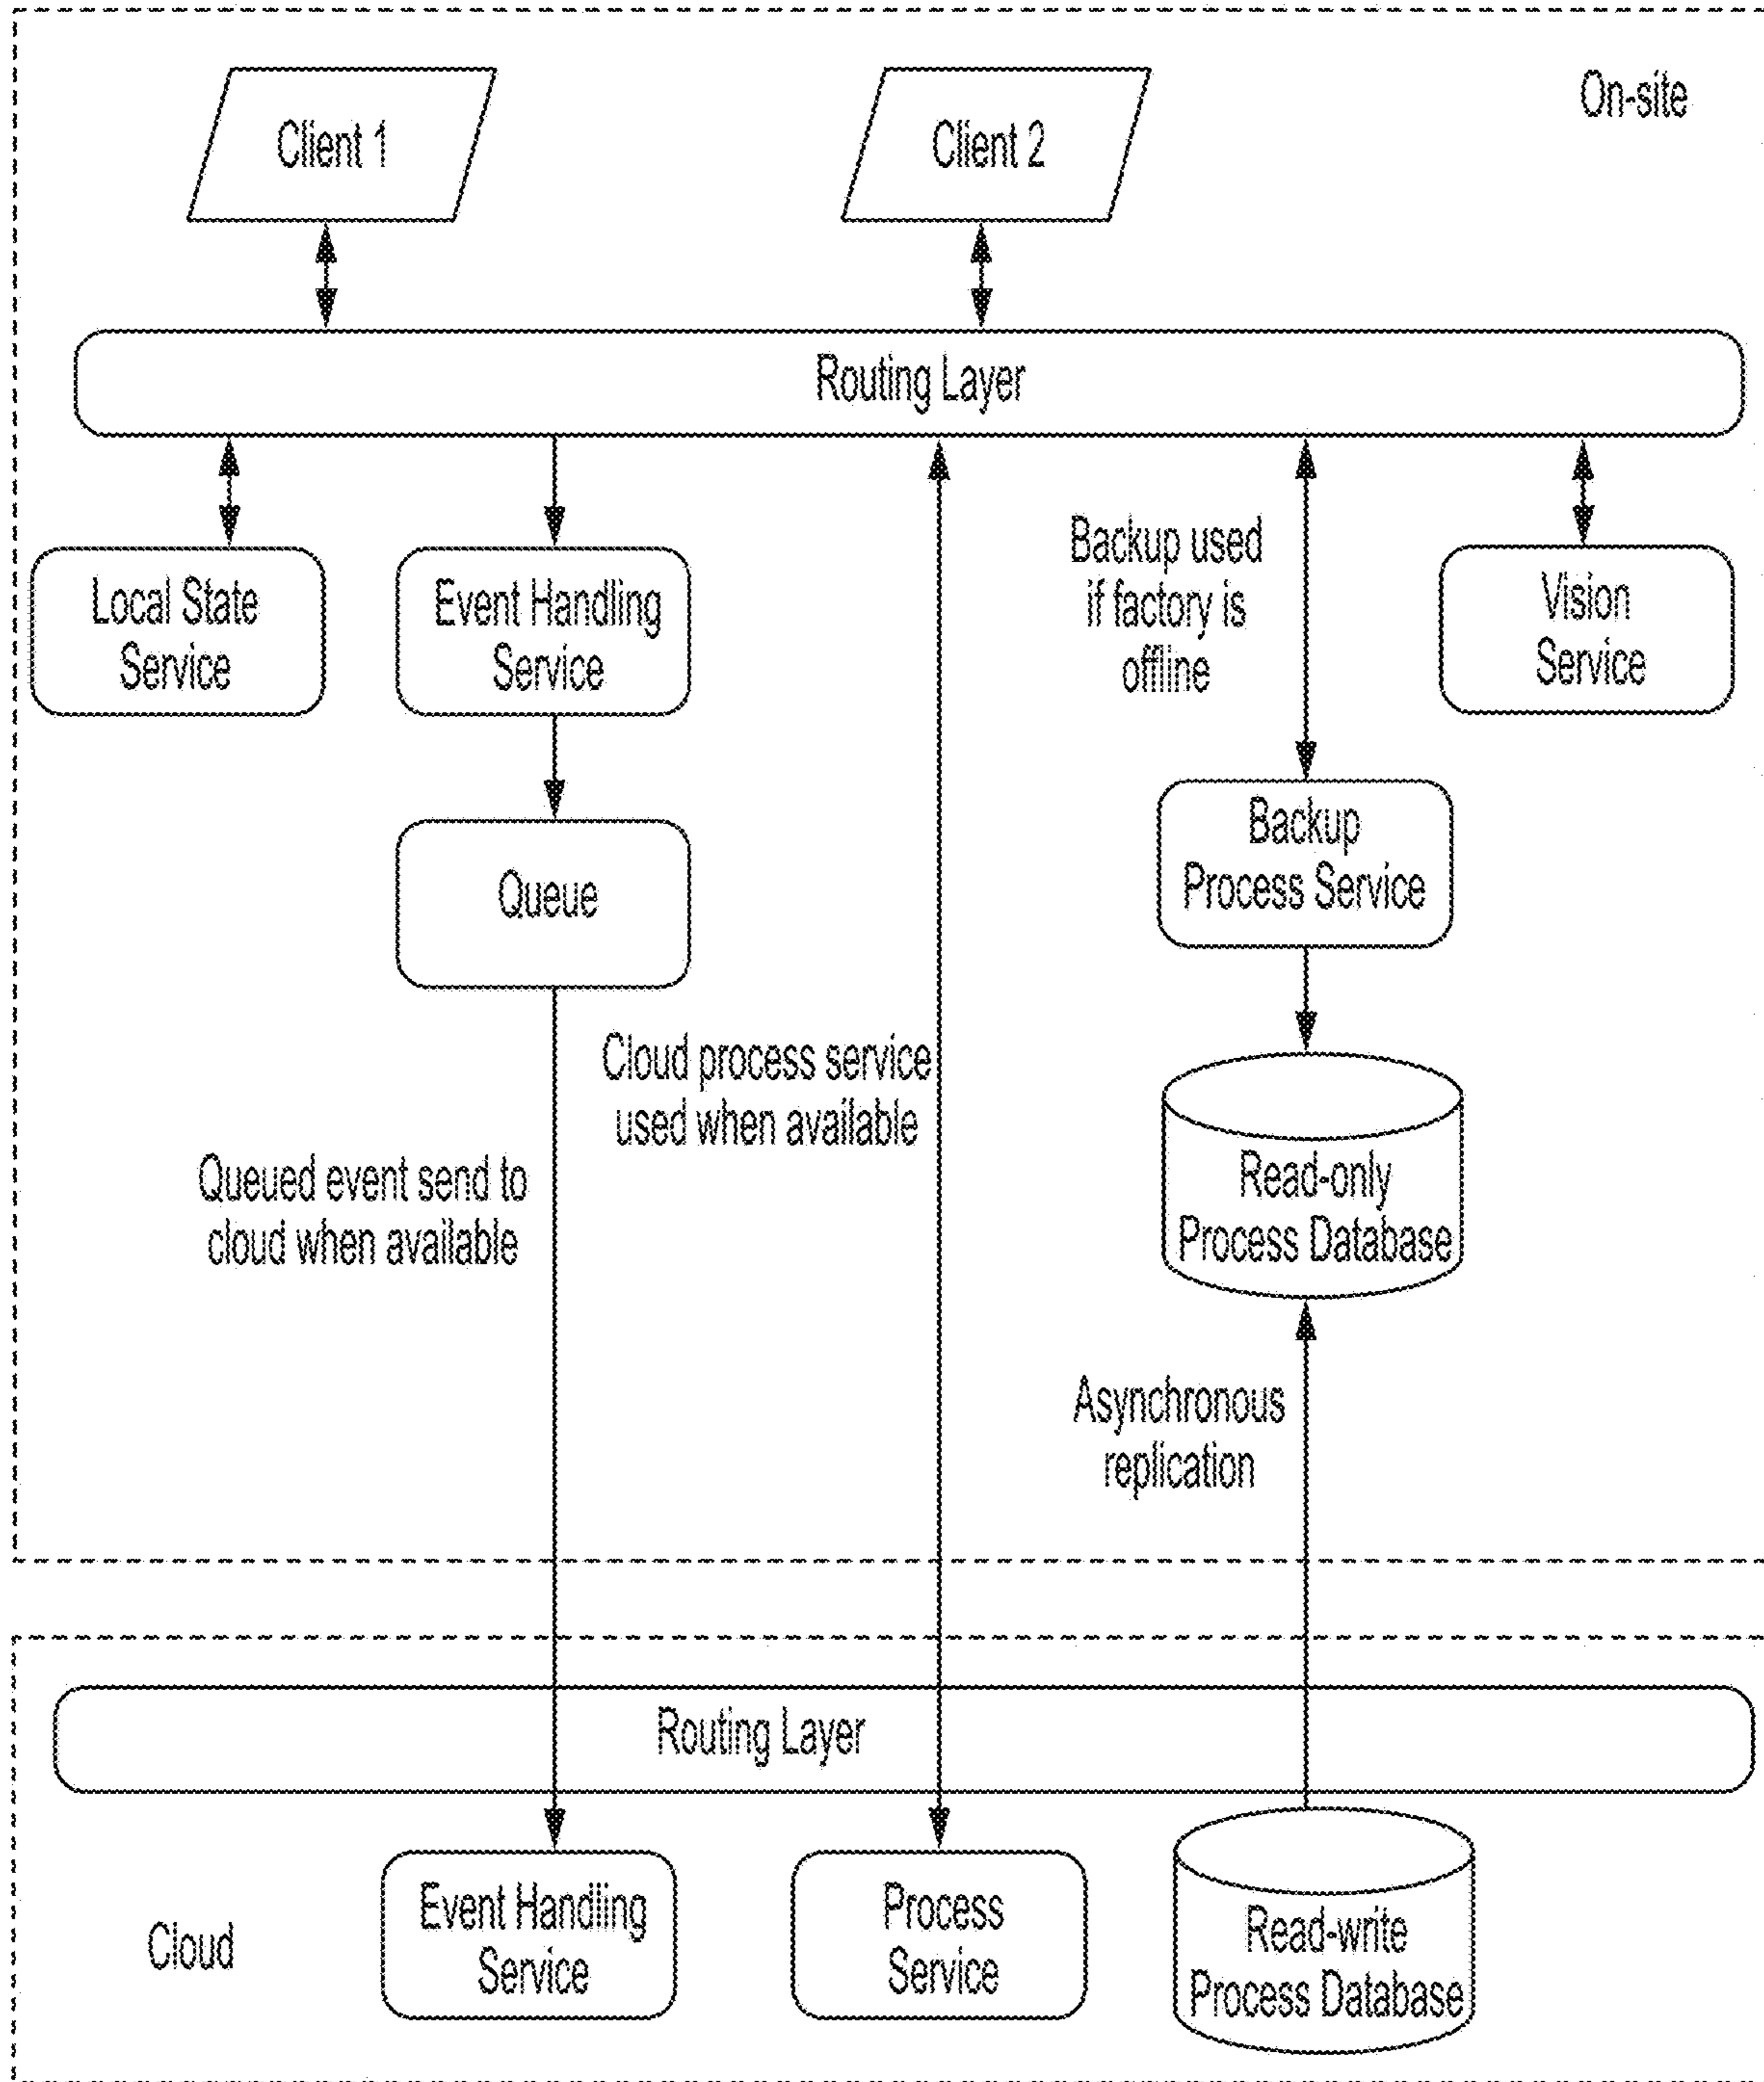 On-site
Client 1
Client 2
Routing Layer
Local State
Service
Event Handling
Service
Backup used
if factory is
offline
Vision
Service
Queue
Backup
Process Service
Cloud process service
used when available
Queued event send to
cloud when available
Read-only
Process Database
Asynchronous
replication
Routing Layer
Cloud
Event Handling
Service
Process
Service
Read-write
Process Database